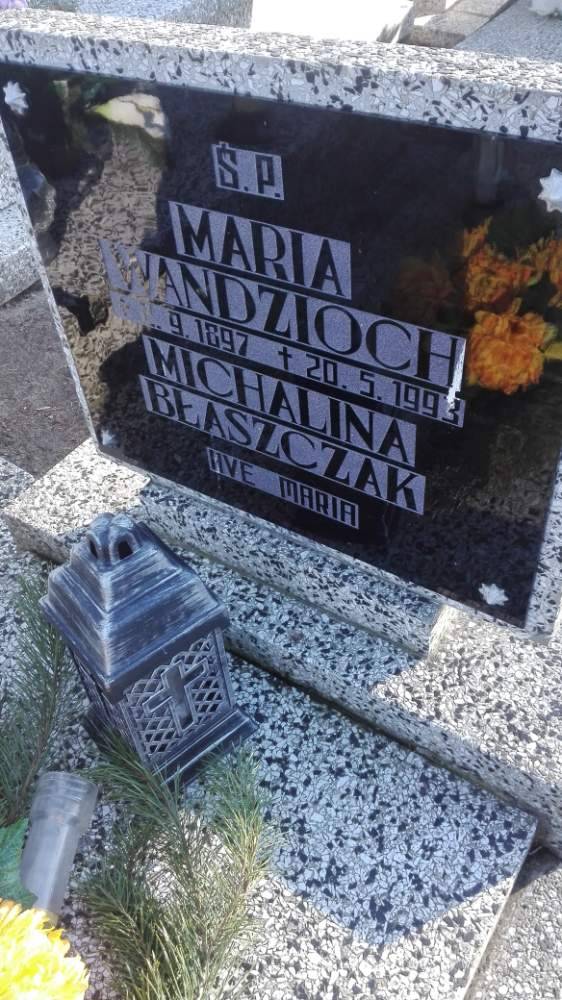 Ś.P.
MARIA
WANDZIOCH
9.1897 + 20.5.1993
MICHALINA
BŁASZCZAK
AVE MARIA